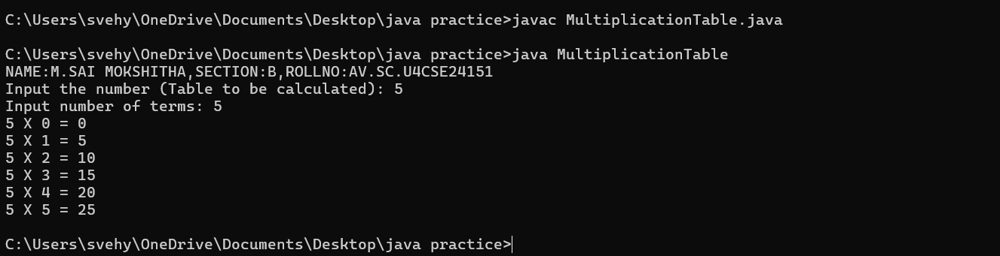 C:\Users\svehy\OneDrive\Documents\Desktop\java practice>javac MultiplicationTable.java
C:\Users\svehy\OneDrive\Documents\Desktop\java practice>java MultiplicationTable
NAME:M.SAI MOKSHITHA,SECTION:B,ROLLNO:AV.SC.U4CSE24151
Input the number (Table to be calculated): 5
Input number of terms: 5
5 X 0 = 0
5 X 1 = 5
5 X 2 = 10
5 X 3 = 15
5 X 4 = 20
5 X 5 = 25
C:\Users\svehy\OneDrive\Documents\Desktop\java practice>